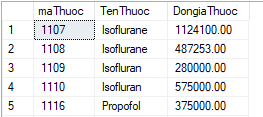 maThuoc TenThuoc DongiaThuoc
1 1107 Isoflurane 1124100.00
2 1108 Isoflurane 487253.00
3 1109 Isofluran 280000.00
4 1110 Isofluran 575000.00
5 1116 Propofol 375000.00